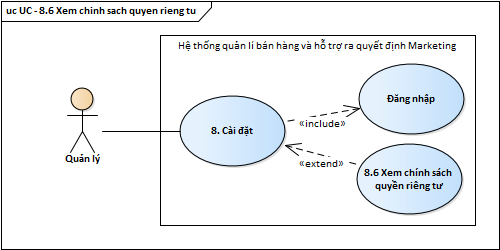 uc UC - 8.6 Xem chinh sach quyen rieng tu
Hệ thống quản lí bán hàng và hỗ trợ ra quyết định Marketing
Đăng nhập
8. Cài đặt
«include»
Quản lý
«extend»
8.6 Xem chính sách
quyền riêng tư